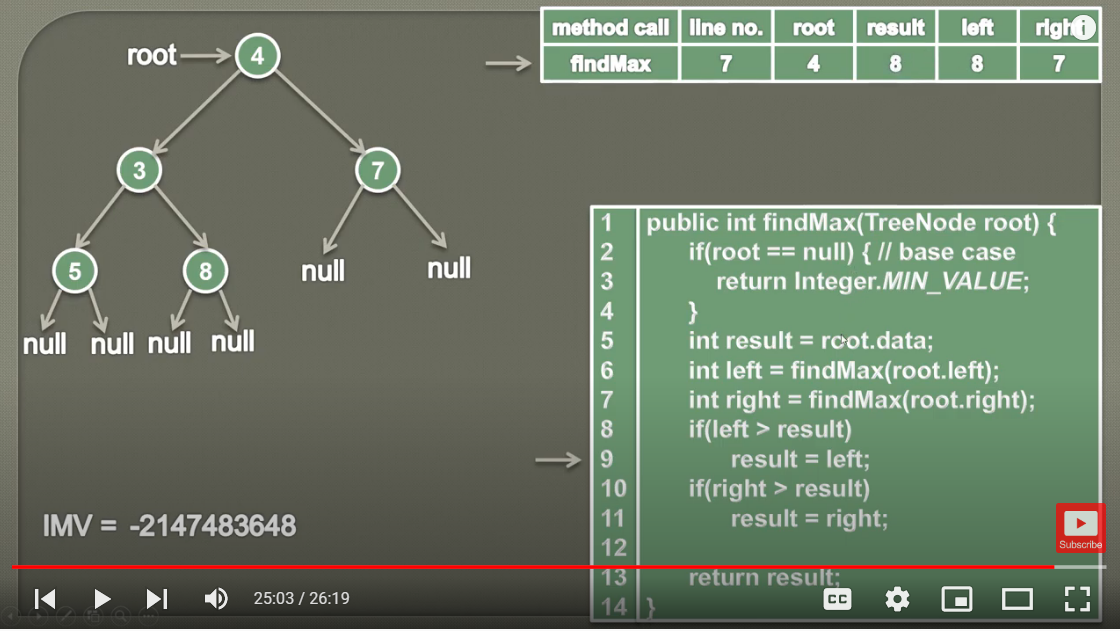 root
4
3
7
5
8
null
null
null
null
null
null
IMV = -2147483648
method call line no. root result left
findMax 7 4 8 8 7
1 public int findMax(TreeNode root) {
2 if(root == null) { // base case
3 return Integer.MIN_VALUE;
4 }
5 int result = root.data;
6 int left = findMax(root.left);
7 int right = findMax(root.right);
8 if(left > result)
9 result = left;
10 if(right > result)
11 result = right;
12
13 return result;
14 }
Subscribe
25:03 / 26:19
CC